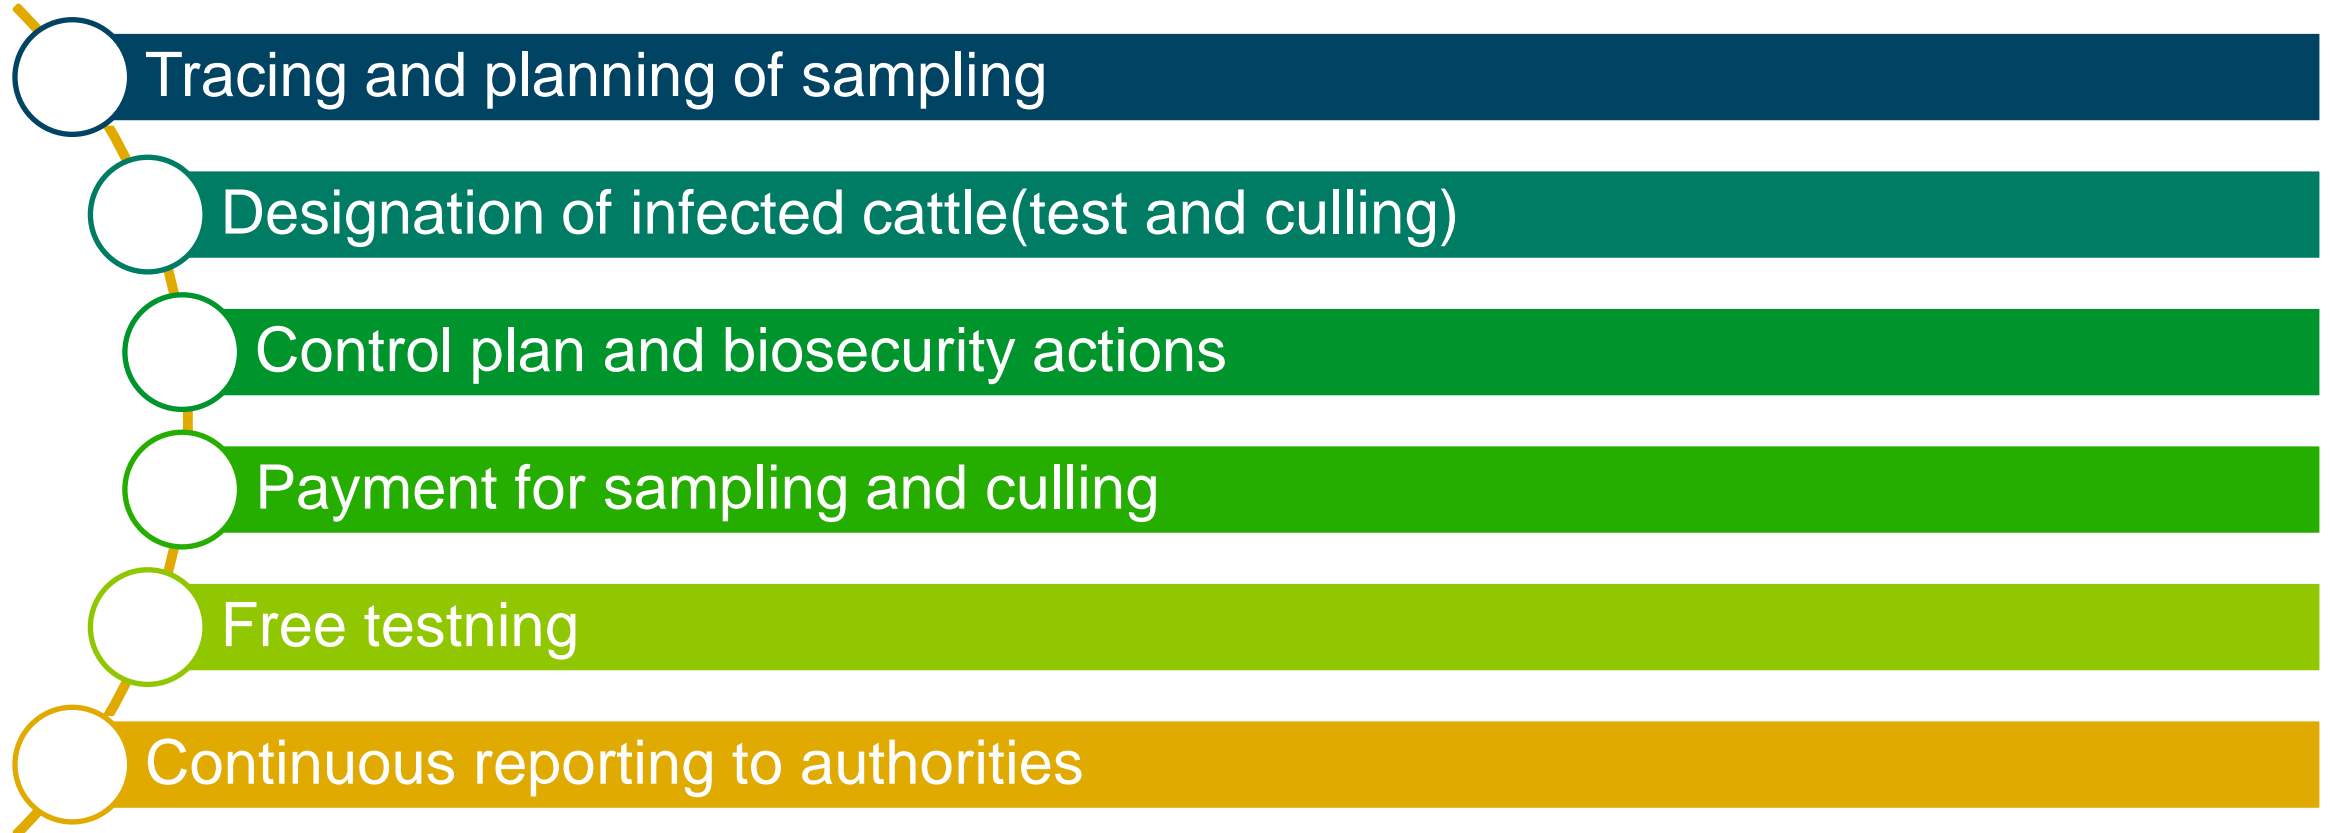 Tracing and planning of sampling
Designation of infected cattle(test and culling)
Control plan and biosecurity actions
Payment for sampling and culling
Free testning
Continuous reporting to authorities